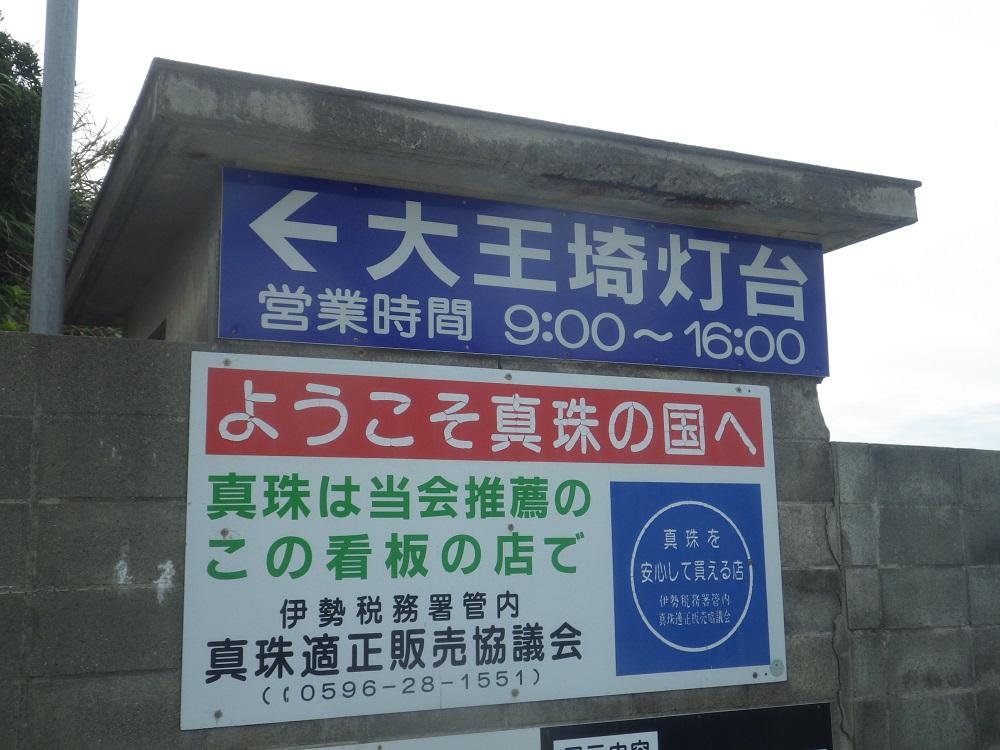 ←大王埼灯台
営業時間 9:00～16:00
ようこそ真珠の国へ
真珠は当会推薦の
この看板の店で
伊勢税務署管内
真珠適正販売協議会
(☎0596-28-1551)
真珠を
安心して買える店
伊勢税務署管内
真珠適正販売協議会